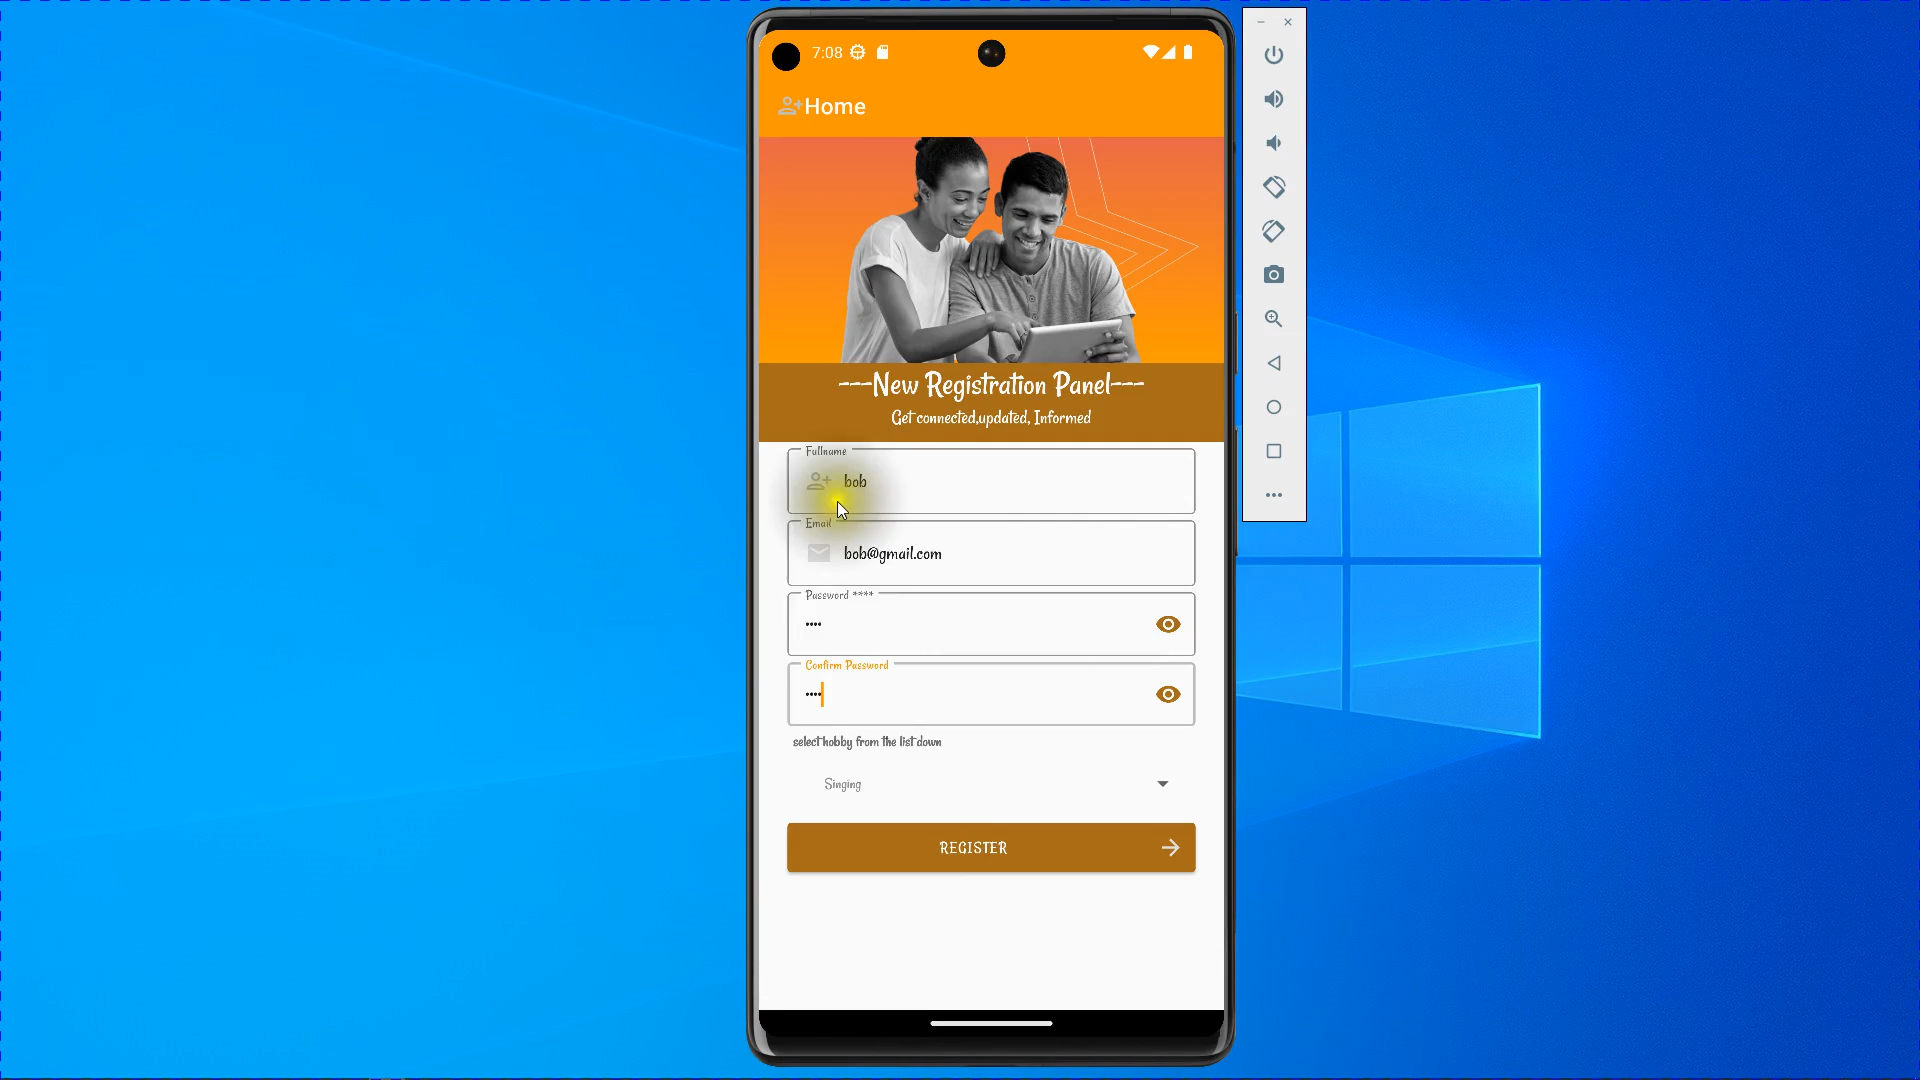 7:08
Home
---New Registration Panel---
Get connected,updated, Informed
Fullname
bob
Email
bob@gmail.com
Password ****
••••
Confirm Password
••••
select hobby from the list down
Singing
REGISTER